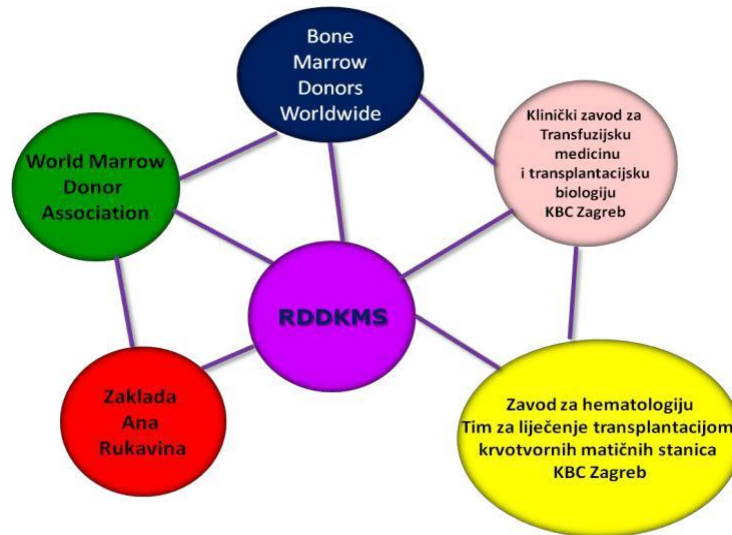 Bone
Marrow
Donors
Worldwide
Klinički zavod za
Transfuzijsku
medicinu
i transplantacijsku
biologiju
KBC Zagreb
World Marrow
Donor
Association
RDDKMS
Zaklada
Ana
Rukavina
Zavod za hematologiju
Tim za liječenje transplantacijom
krvotvornih matičnih stanica
KBC Zagreb